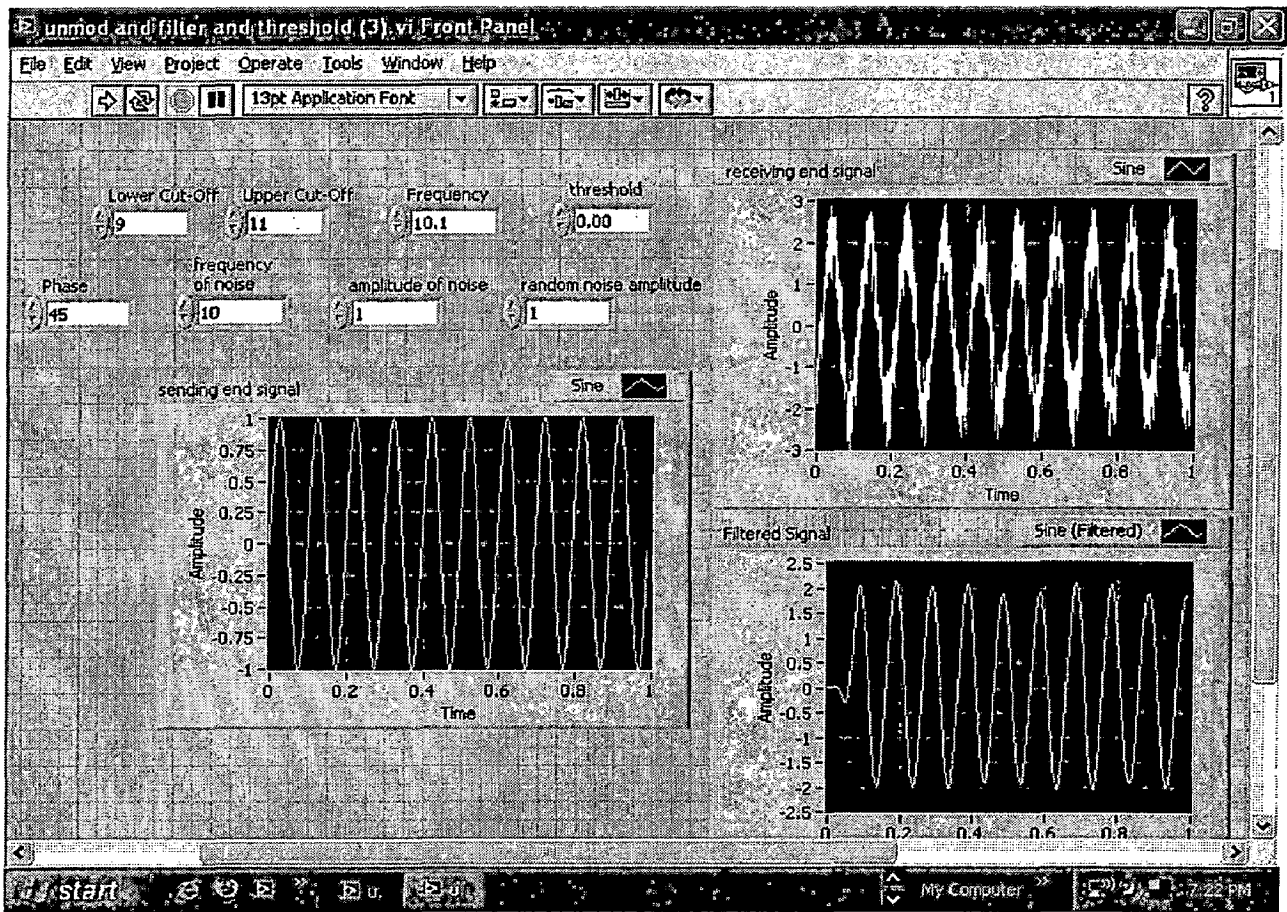 unmod and filter and threshold (3).vi Front Panel
File Edit View Project Operate Tools Window Help
13pt Application Font
1
Lower Cut-Off
9
Upper Cut-Off
11
Frequency
10.1
threshold
0.00
Phase
45
frequency of noise
10
amplitude of noise
1
random noise amplitude
1
sending end signal
Sine
Amplitude
1
0.75
0.5
0.25
0
-0.25
-0.5
-0.75
-1
0 0.2 0.4 0.6 0.8 1
Time
receiving end signal
Sine
Amplitude
3
2
1
0
-1
-2
-3
0 0.2 0.4 0.6 0.8 1
Time
Filtered Signal
Sine (Filtered)
Amplitude
2.5
2
1.5
1
0.5
0
-0.5
-1
-1.5
-2
-2.5
0 0.2 0.4 0.6 0.8 1
start
u.
u
My Computer
7:22 PM